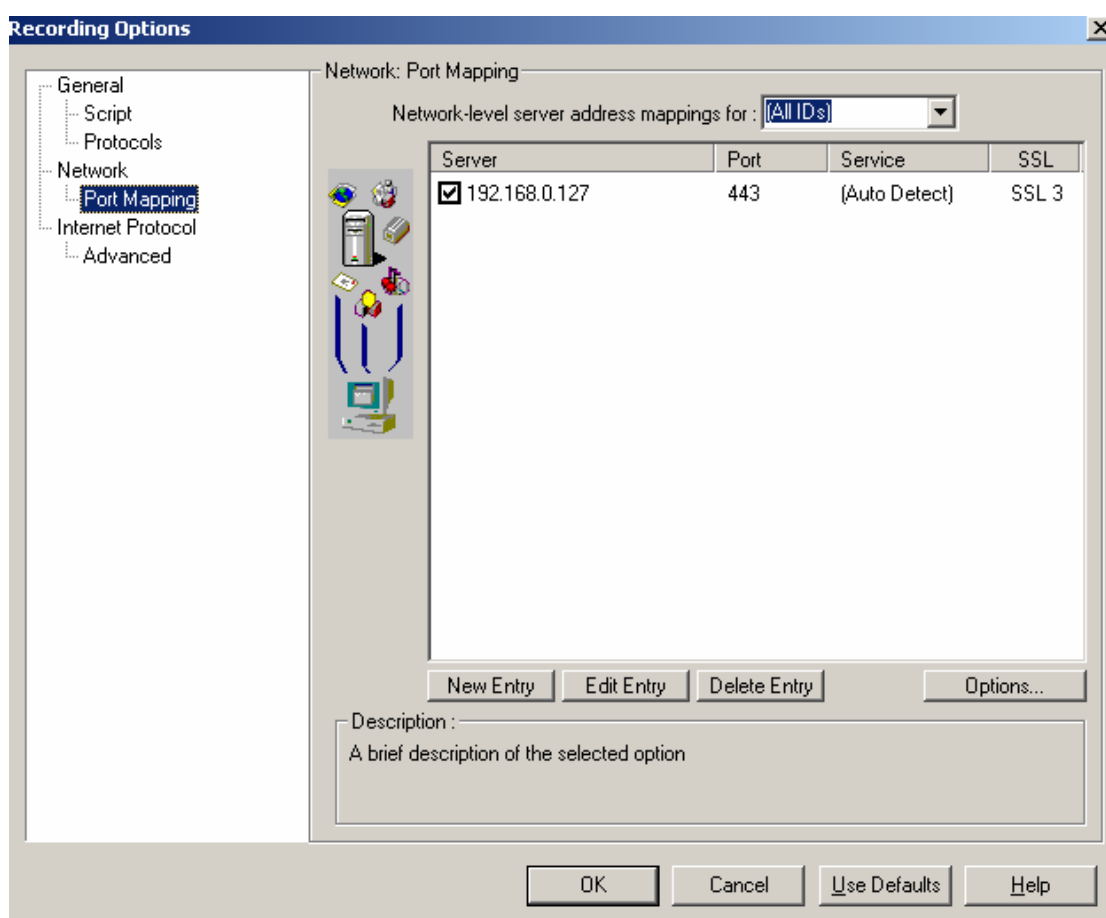 Recording Options
General
Script
Protocols
Network
Port Mapping
Internet Protocol
Advanced
Network: Port Mapping
Network-level server address mappings for : (All IDs)
Server Port Service SSL
192.168.0.127 443 (Auto Detect) SSL 3
New Entry Edit Entry Delete Entry Options...
Description :
A brief description of the selected option
OK Cancel Use Defaults Help